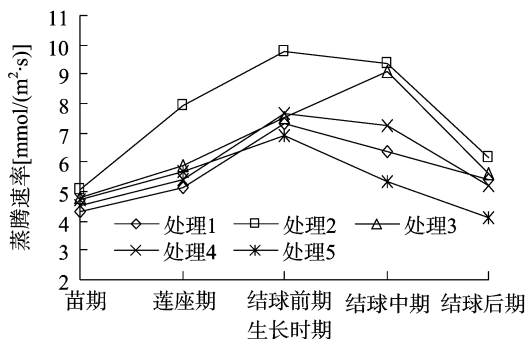 蒸腾速率[mmol/(m²·s)]
11
10
9
8
7
6
5
4
3
2
处理1 处理2 处理3
处理4 处理5
苗期 莲座期 结球前期 结球中期 结球后期
生长时期